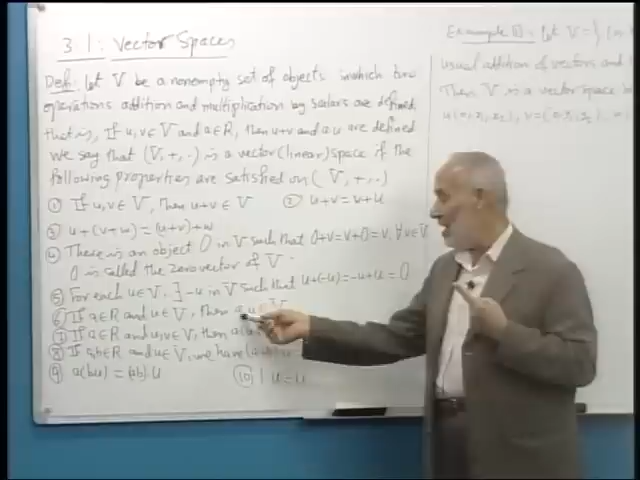 3.1: Vector Spaces
Def: Let V be a nonempty set of objects in which two
operations addition and multiplication by scalars are defined,
that is, If u,v∈V and a∈R, then u+v and a u are defined
We say that (V,+,·) is a vector (linear) space if the
following properties are satisfied on (V,+,·)
① If u,v∈V, then u+v∈V ② u+v=v+u
③ u+(v+w)=(u+v)+w
④ There is an object 0 in V such that 0+v=v+0=v, ∀v∈V
0 is called the zero vector of V.
⑤ For each u∈V, ∃ -u in V such that u+(-u)=-u+u=0
⑥ If a∈R and u∈V, then a u∈V
⑦ If a∈R and u,v∈V, then a(u
⑧ If a,b∈R and u∈V, we have (a+b)u
⑨ a(bu)=(ab)u ⑩ 1 u=u
Example ①: Let V = {
usual addition of vectors and
Then V is a vector space